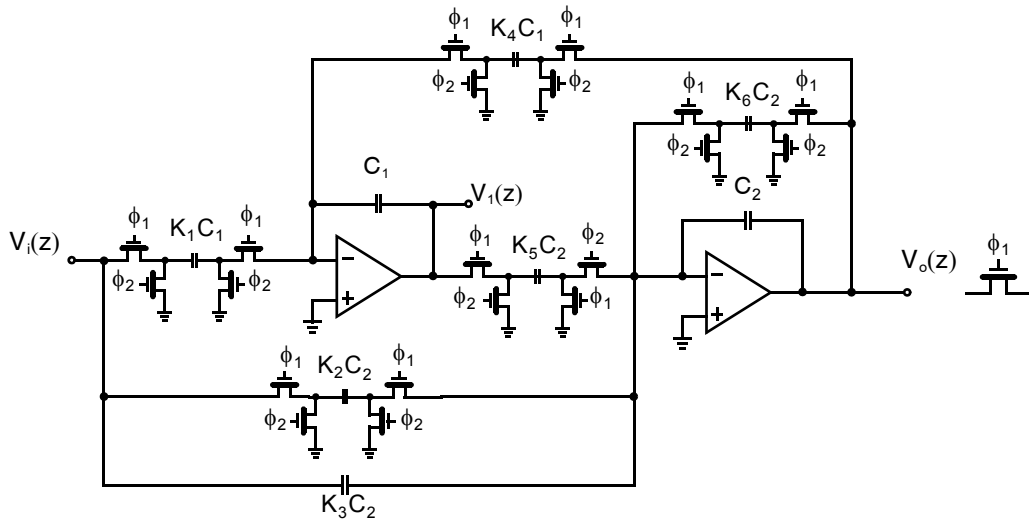 ϕ1 K4C1 ϕ1
ϕ2 ϕ2
ϕ1 K6C2 ϕ1
ϕ2 ϕ2
C1
V1(z)
C2
Vi(z) ϕ1 K1C1 ϕ1
ϕ2 ϕ2
−
+
ϕ1 K5C2 ϕ2
ϕ2 ϕ1
−
+
Vo(z)
ϕ1
ϕ1 K2C2 ϕ1
ϕ2 ϕ2
K3C2